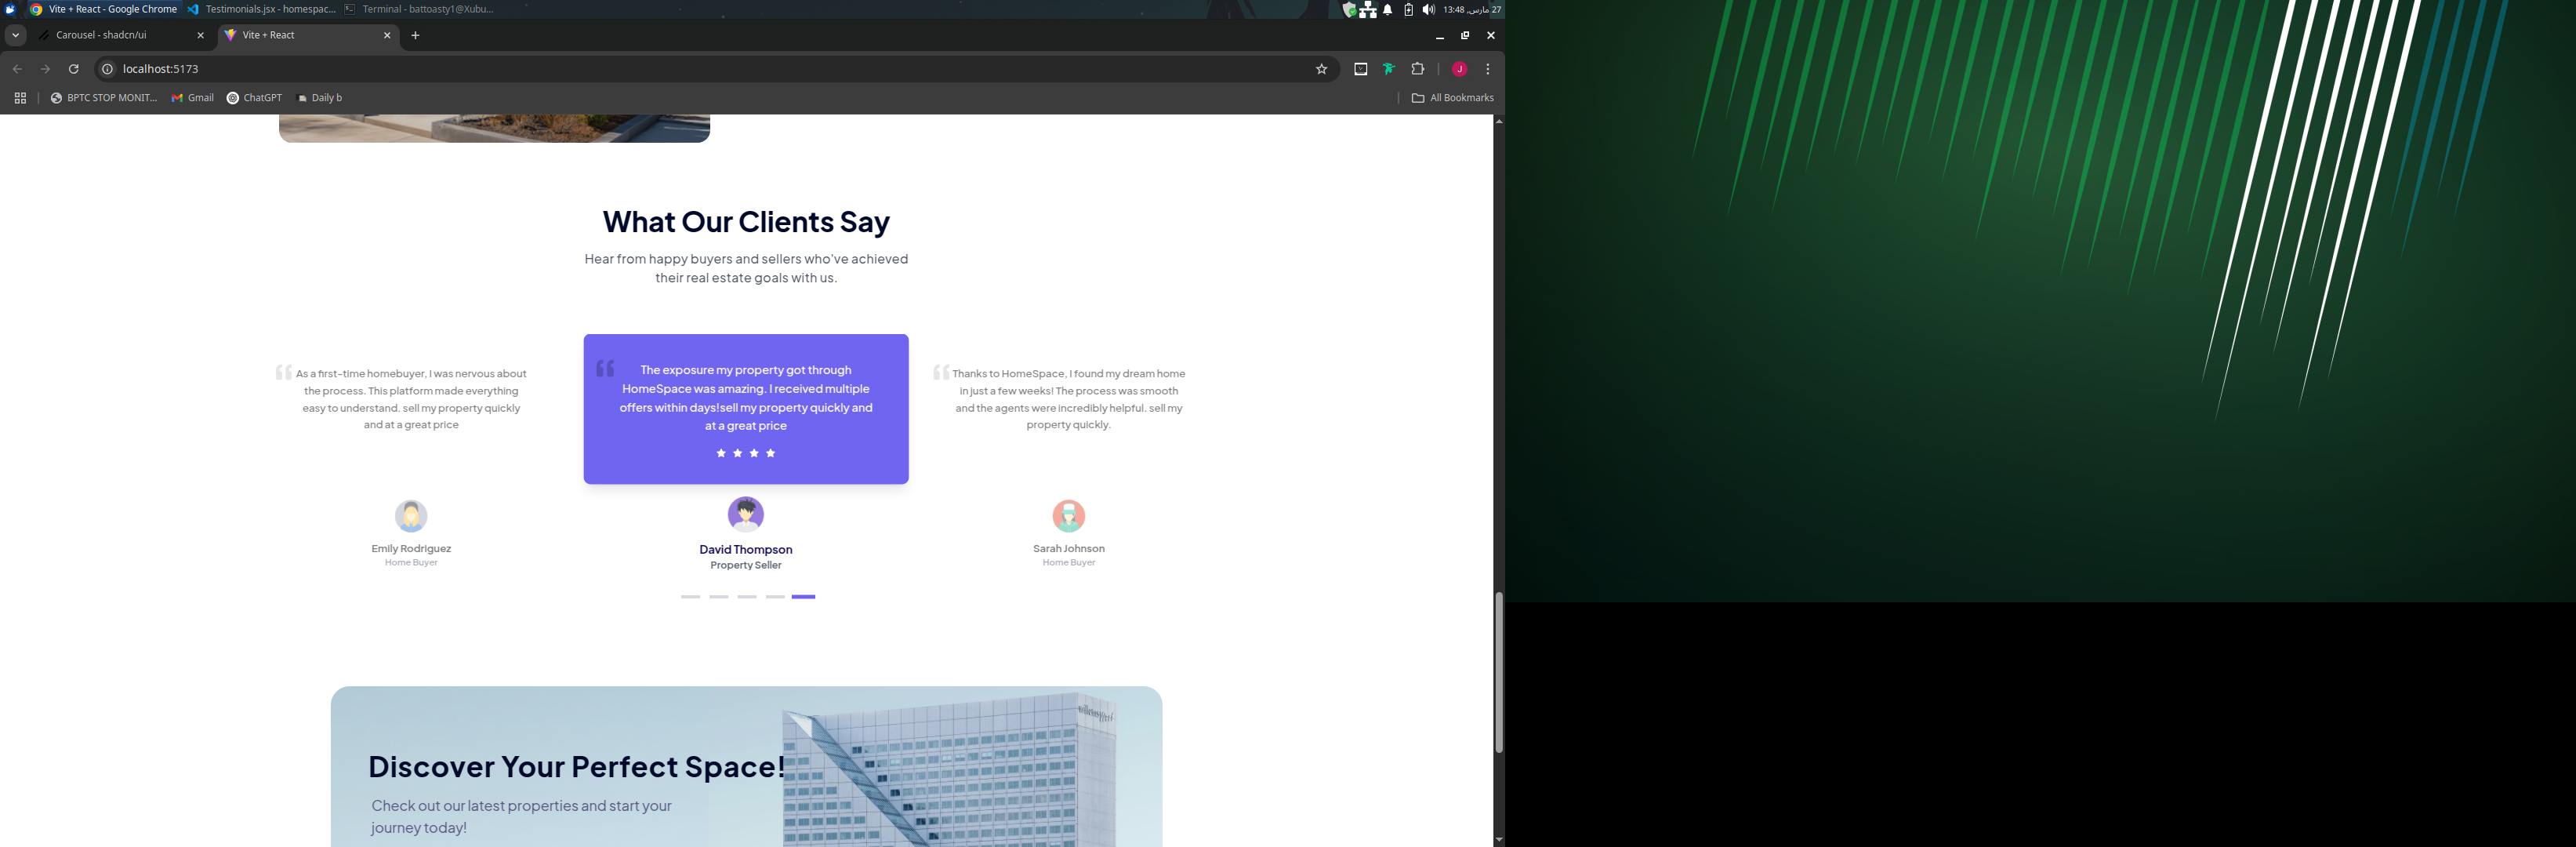 Vite + React - Google Chrome
Testimonials.jsx - homespac...
Terminal - battoasty1@Xubu...
27 مارس, 13:48
Carousel - shadcn/ui
Vite + React
localhost:5173
J
BPTC STOP MONIT...
Gmail
ChatGPT
Daily b
All Bookmarks
What Our Clients Say
Hear from happy buyers and sellers who've achieved
their real estate goals with us.
As a first-time homebuyer, I was nervous about
the process. This platform made everything
easy to understand. sell my property quickly
and at a great price
Emily Rodriguez
Home Buyer
The exposure my property got through
HomeSpace was amazing. I received multiple
offers within days!sell my property quickly and
at a great price
David Thompson
Property Seller
Thanks to HomeSpace, I found my dream home
in just a few weeks! The process was smooth
and the agents were incredibly helpful. sell my
property quickly.
Sarah Johnson
Home Buyer
Discover Your Perfect Space!
Check out our latest properties and start your
journey today!